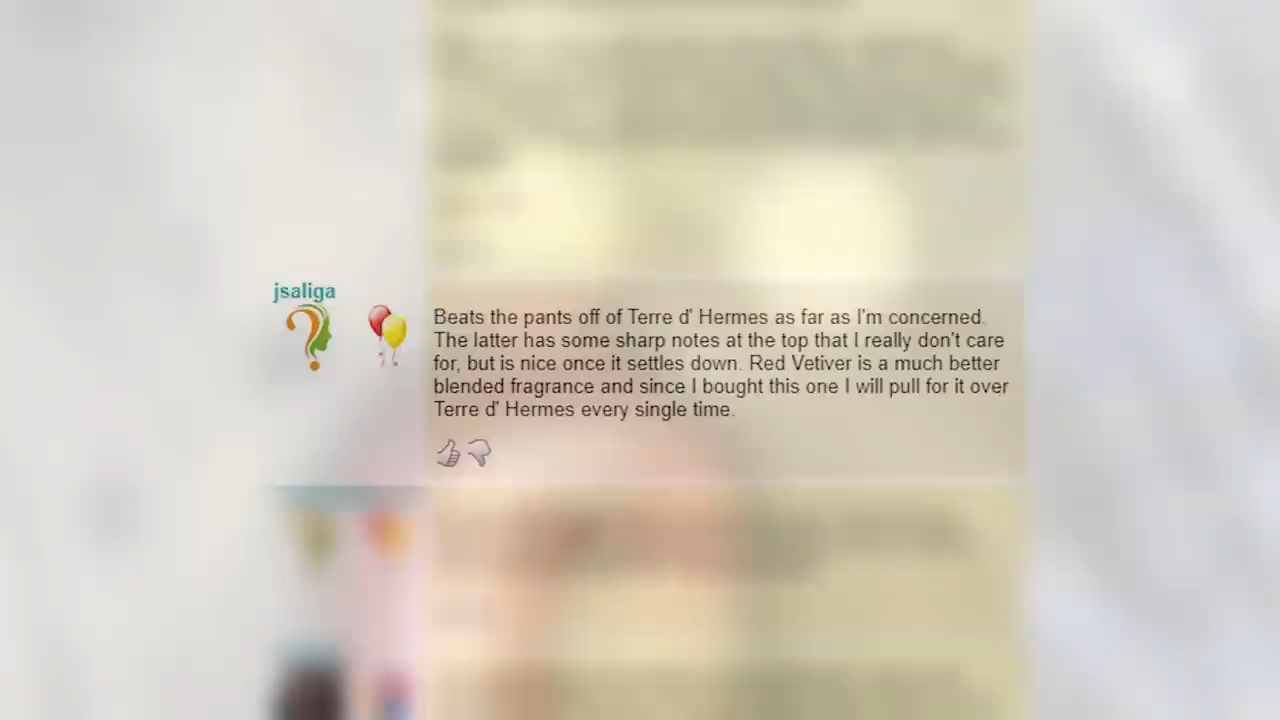 jsaliga
Beats the pants off of Terre d' Hermes as far as I'm concerned.
The latter has some sharp notes at the top that I really don't care
for, but is nice once it settles down. Red Vetiver is a much better
blended fragrance and since I bought this one I will pull for it over
Terre d' Hermes every single time.